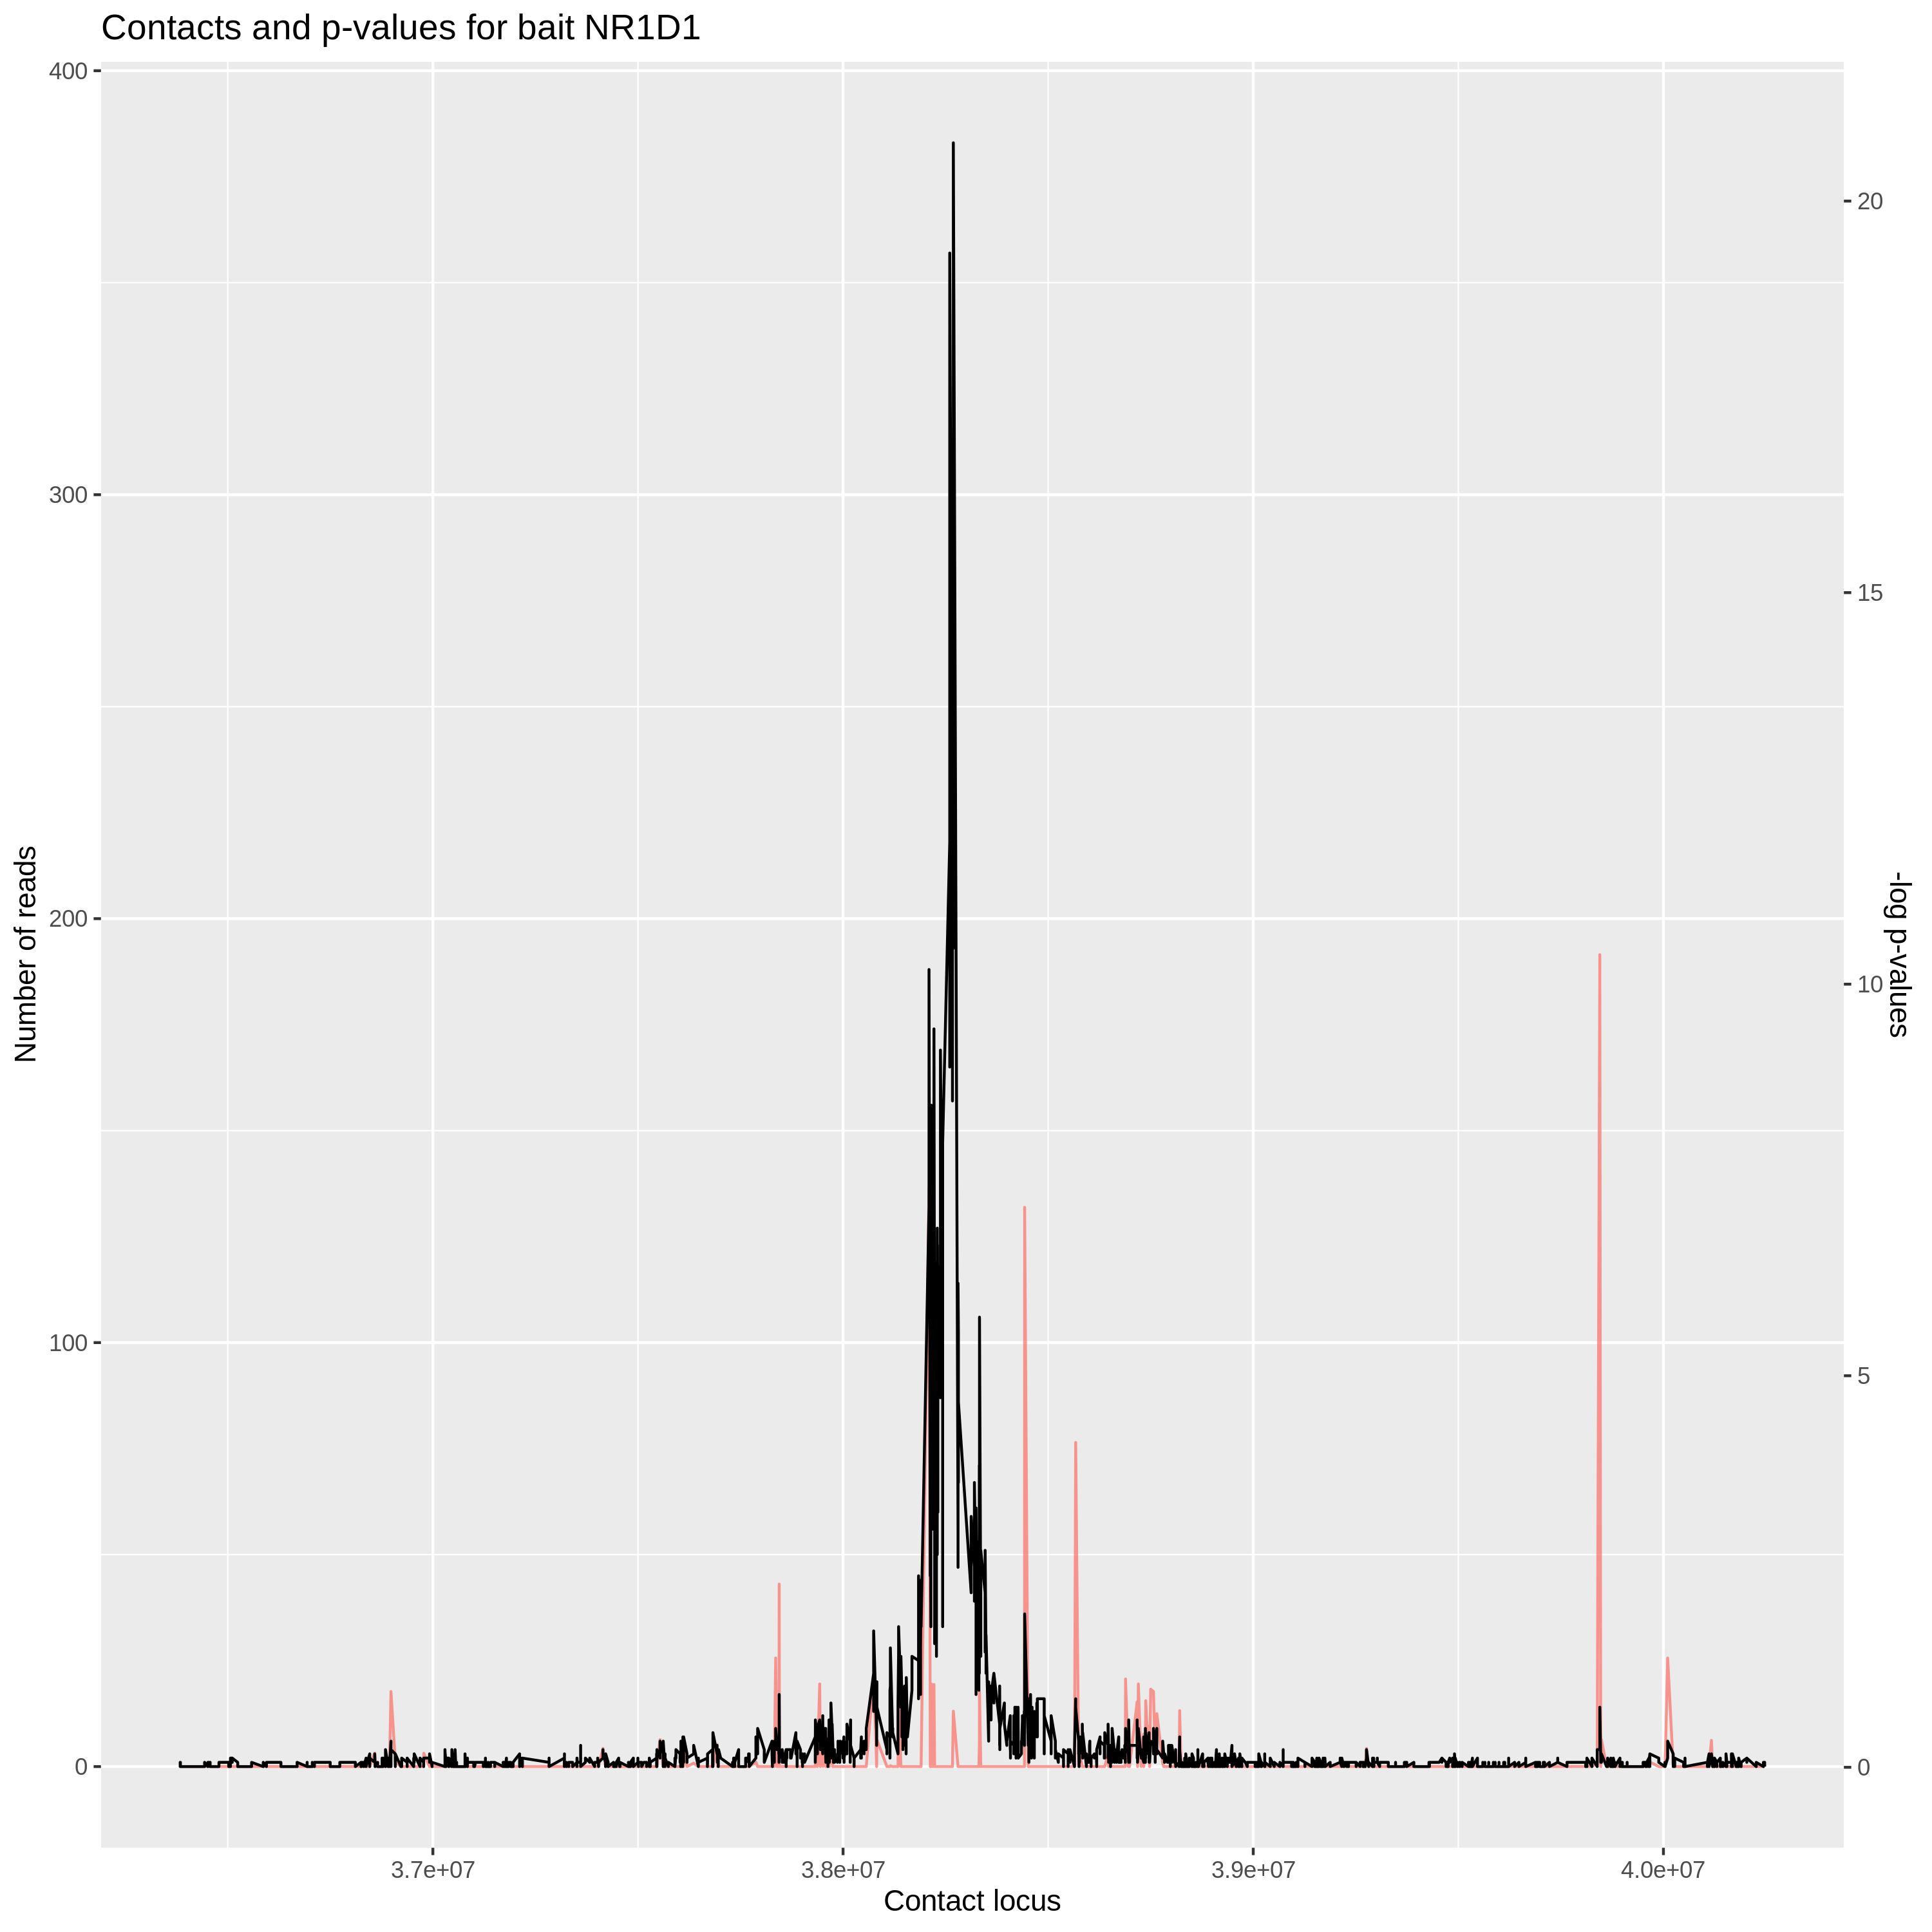 Contacts and p-values for bait NR1D1
400
300
200
100
0
Number of reads
20
15
10
5
0
-log p-values
3.7e+07
3.8e+07
3.9e+07
4.0e+07
Contact locus